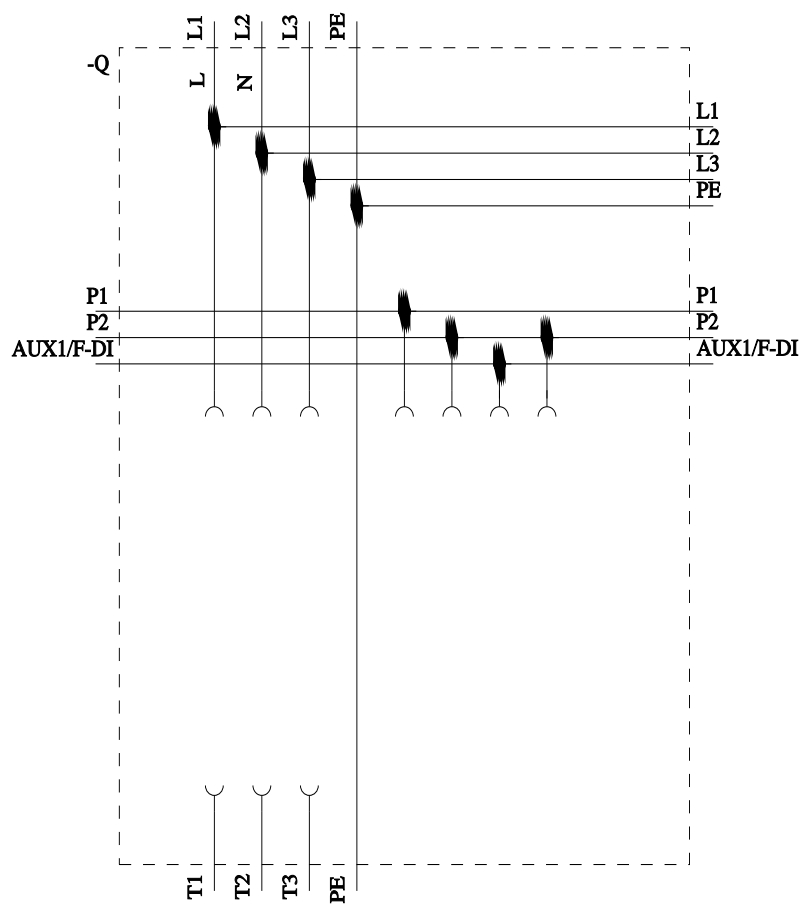 L1 L2 L3 PE
-Q
L N
L1
L2
L3
PE
P1 P1
P2 P2
AUX1/F-DI AUX1/F-DI
T1 T2 T3 PE